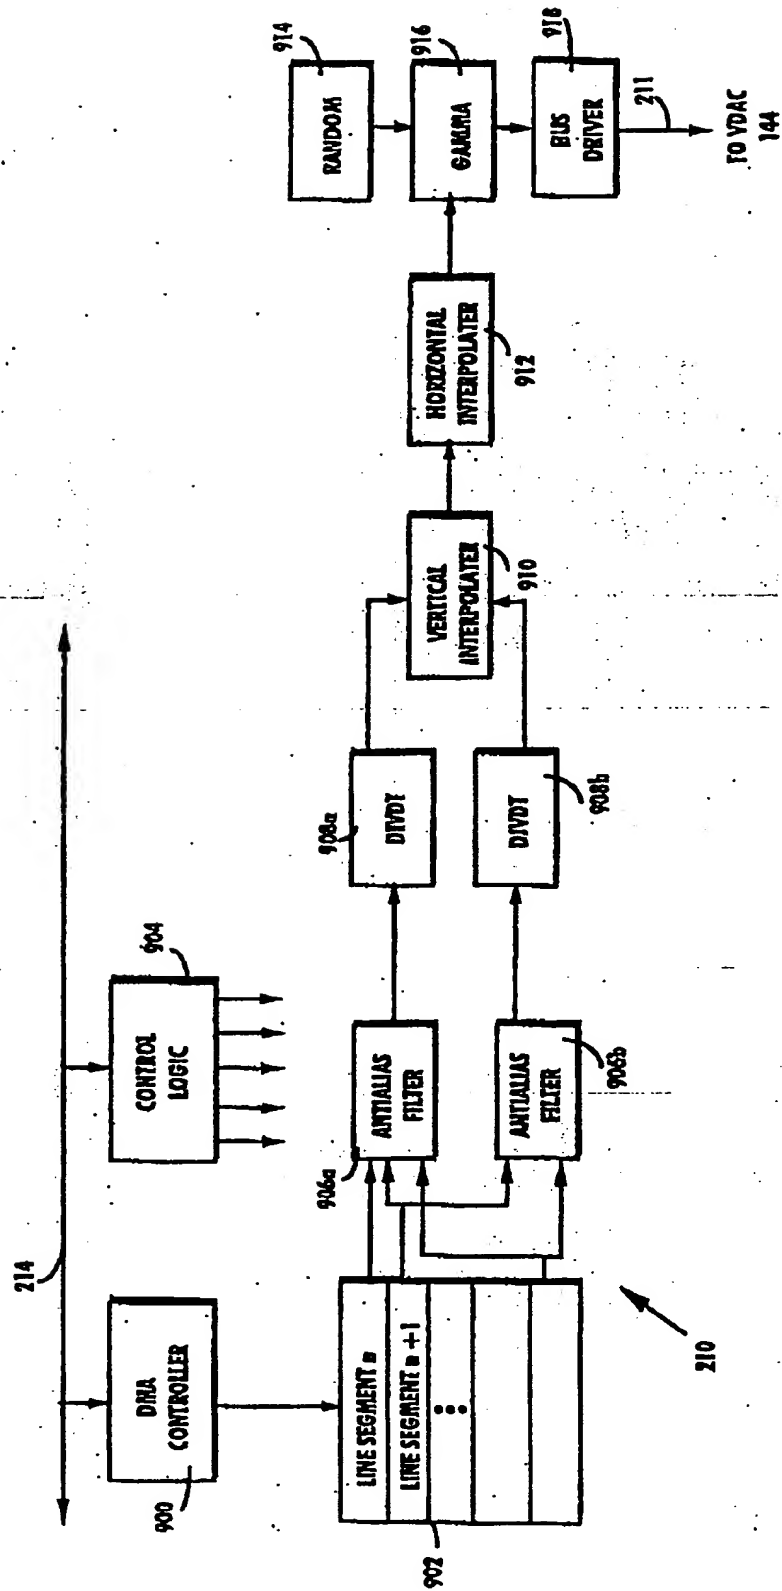 214
DMA
CONTROLLER
900
CONTROL
LOGIC
904
LINE SEGMENT n
LINE SEGMENT n + 1
902
210
906a
ANTIALIAS
FILTER
ANTIALIAS
FILTER
906b
908a
DIVDT
DIVDT
908b
VERTICAL
INTERPOLATER
910
HORIZONTAL
INTERPOLATER
912
RANDOM
914
GAMMA
916
BUS
DRIVER
918
211
TO VDAC
144